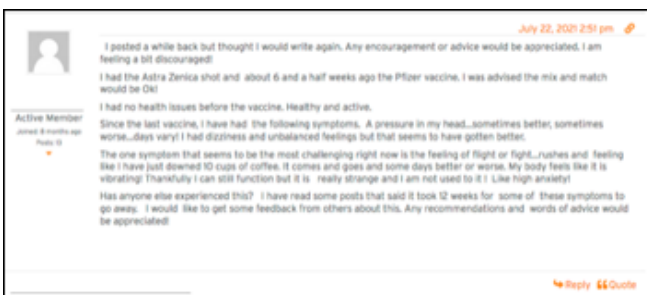 July 22, 2021 2:51 pm
I posted a while back but thought I would write again. Any encouragement or advice would be appreciated. I am
feeling a bit discouraged!
I had the Astra Zenica shot and about 6 and a half weeks ago the Pfizer vaccine. I was advised the mix and match
would be Ok!
I had no health issues before the vaccine. Healthy and active.
Active Member
Joined: 8 months ago
Posts: 10
Since the last vaccine, I have had the following symptoms. A pressure in my head...sometimes better, sometimes
worse...days vary! I had dizziness and unbalanced feelings but that seems to have gotten better.
The one symptom that seems to be the most challenging right now is the feeling of flight or fight...rushes and feeling
like I have just downed 10 cups of coffee. It comes and goes and some days better or worse. My body feels like it is
vibrating! Thankfully I can still function but it is really strange and I am not used to it ! Like high anxiety!
Has anyone else experienced this? I have read some posts that said it took 12 weeks for some of these symptoms to
go away. I would like to get some feedback from others about this. Any recommendations and words of advice would
be appreciated!
Reply Quote